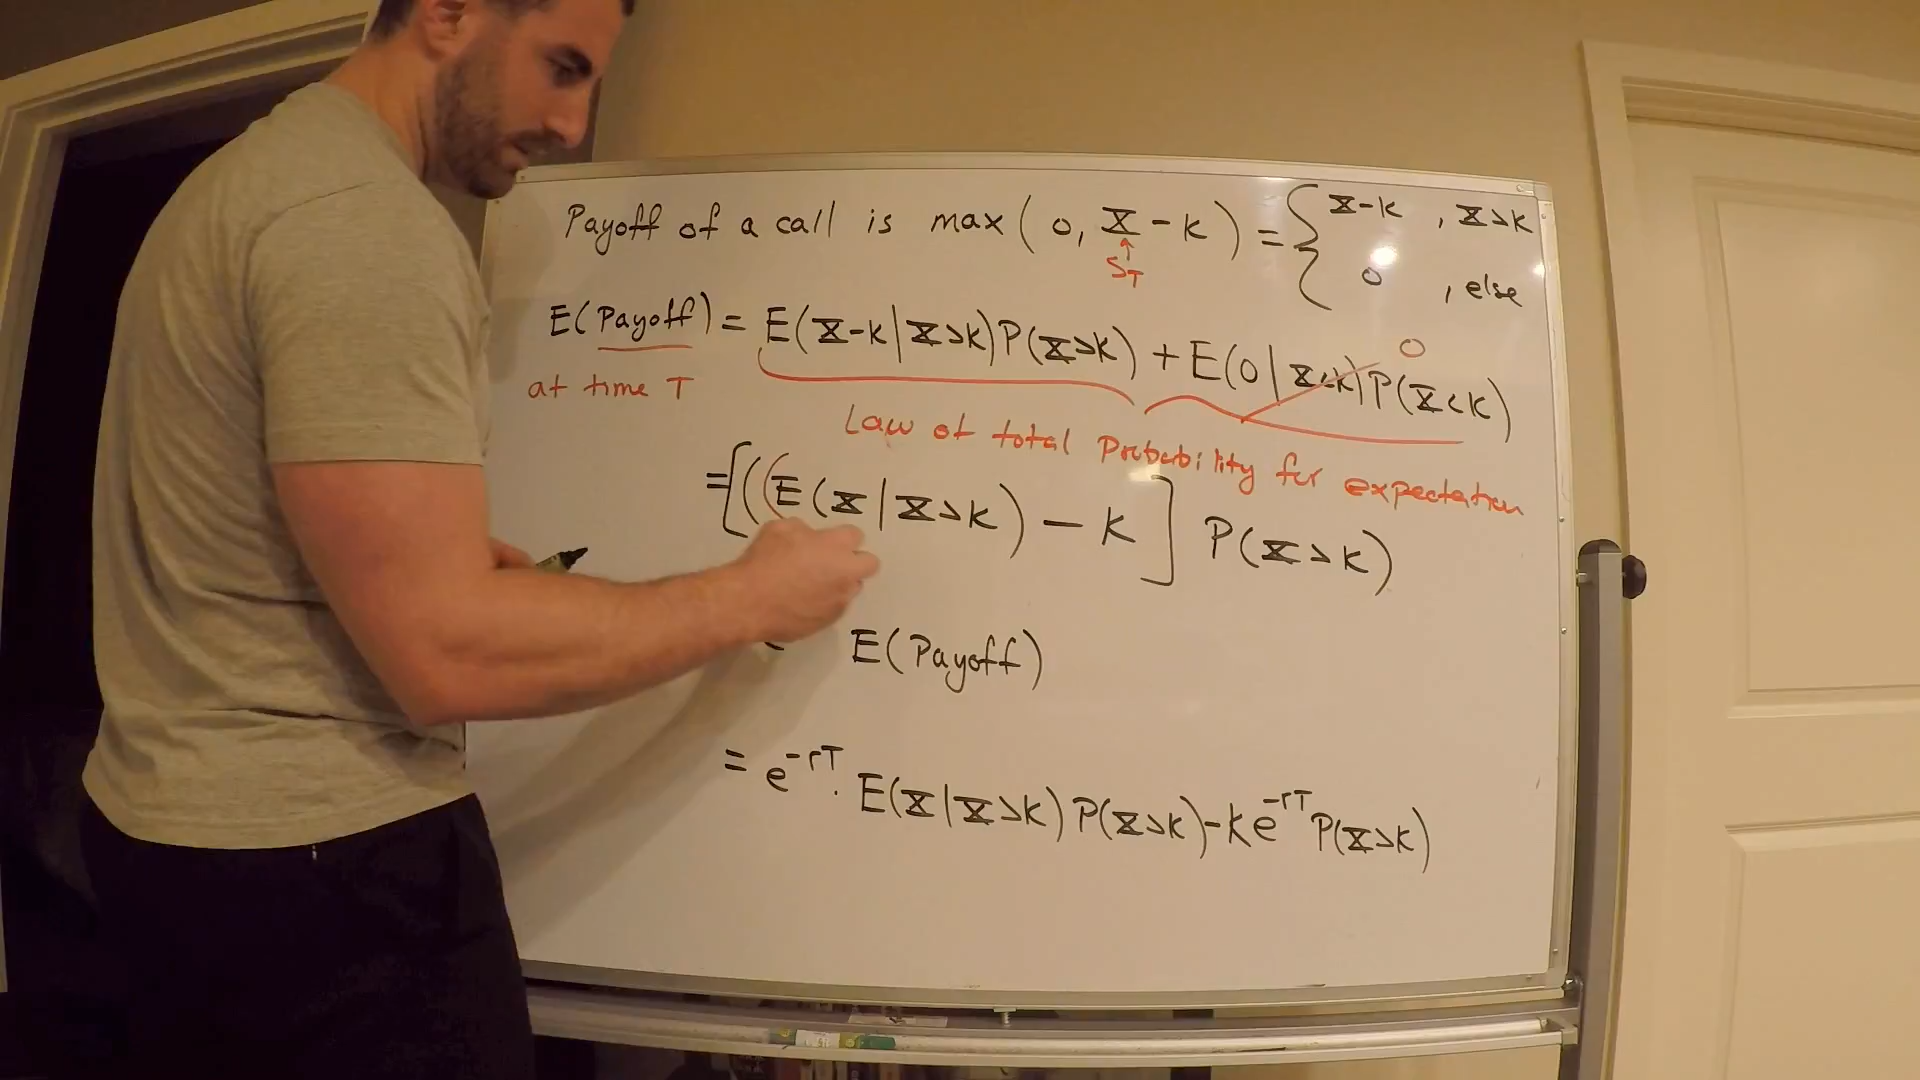 Payoff of a call is max ( 0, X - K ) = { X-K , X>K
0 , else
↑
S_T
E(Payoff) = E(X-K|X>K)P(X>K) + E(0|X<K)P(X<K)
0
at time T
Law of total Probability for expectation
=[((E(X|X>K) - K] P(X>K)
E(Payoff)
= e^-rT . E(X|X>K) P(X>K) - Ke^-rT P(X>K)